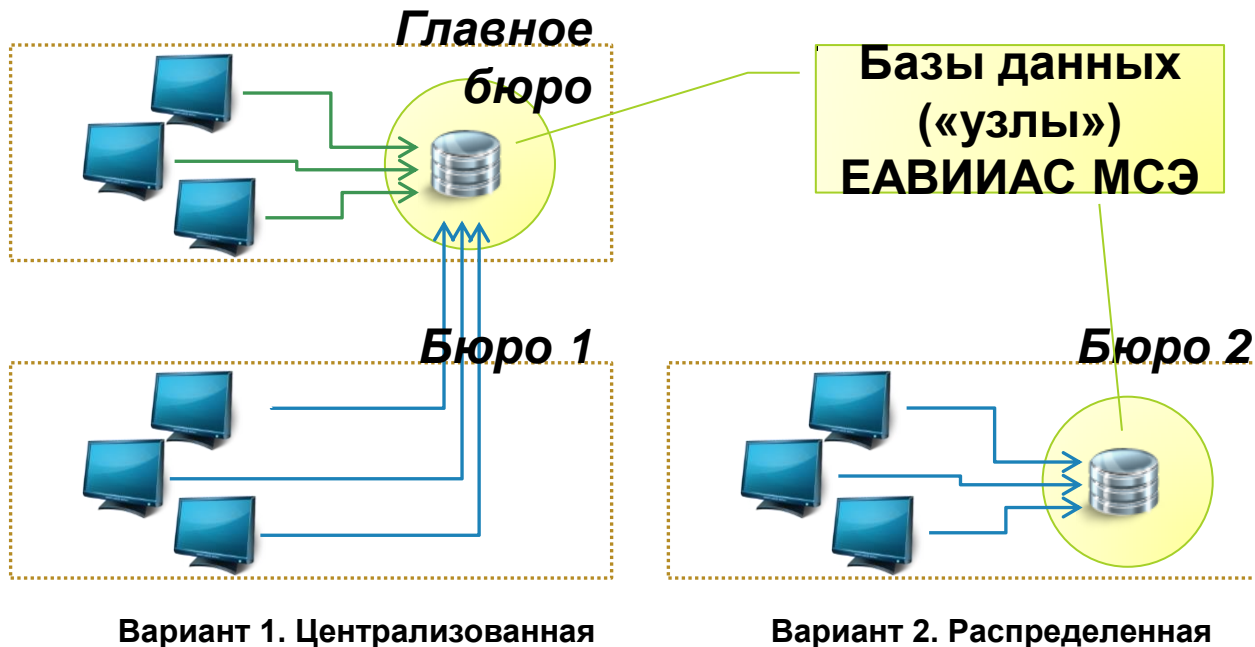 Главное
бюро
Базы данных
(«узлы»)
ЕАВИИАС МСЭ
Бюро 1
Бюро 2
Вариант 1. Централизованная
Вариант 2. Распределенная